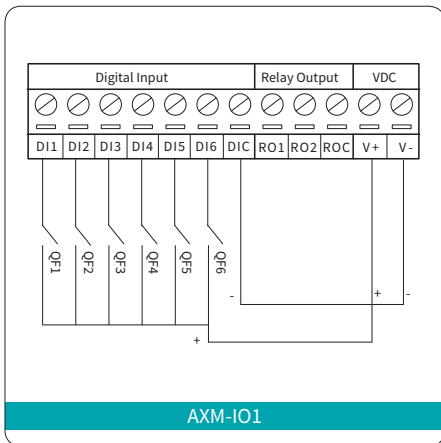 Digital Input Relay Output VDC
DI1 DI2 DI3 DI4 DI5 DI6 DIC RO1 RO2 ROC V+ V-
QF1 QF2 QF3 QF4 QF5 QF6
- + -
+
AXM-IO1